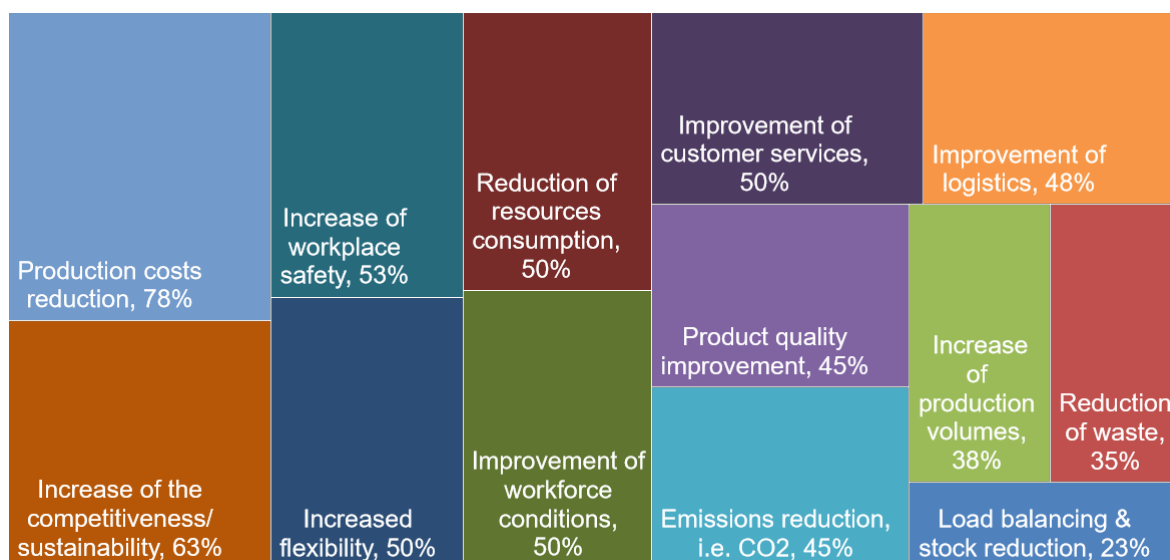 Production costs
reduction, 78%
Increase of the
competitiveness/
sustainability, 63%
Increase of
workplace
safety, 53%
Increased
flexibility, 50%
Reduction of
resources
consumption,
50%
Improvement of
workforce
conditions,
50%
Improvement of
customer services,
50%
Improvement of
logistics, 48%
Product quality
improvement, 45%
Emissions reduction,
i.e. CO2, 45%
Increase
of
production
volumes,
38%
Reduction
of waste,
35%
Load balancing &
stock reduction, 23%